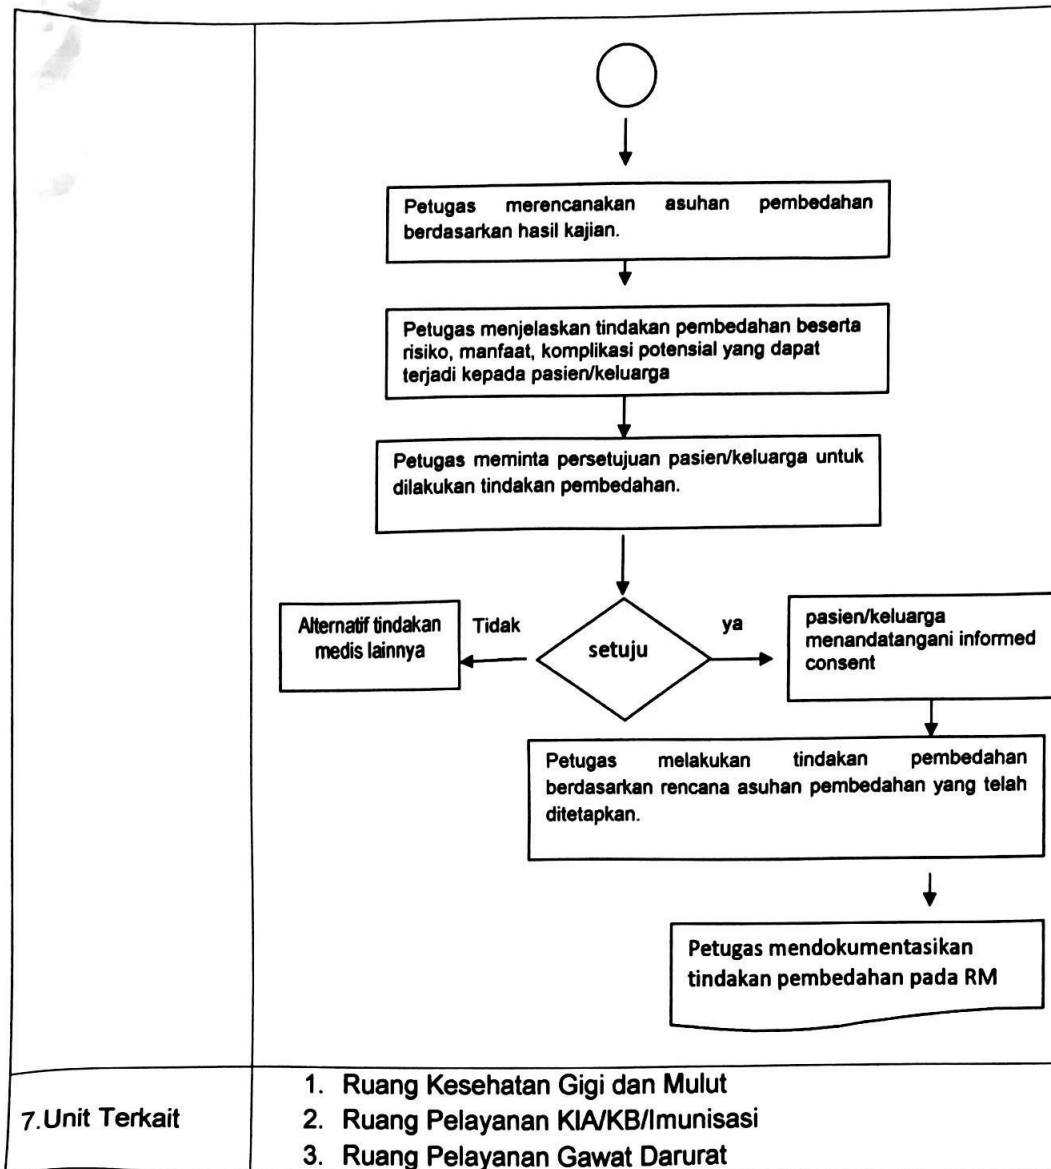 Petugas merencanakan asuhan pembedahan
berdasarkan hasil kajian.
Petugas menjelaskan tindakan pembedahan beserta
risiko, manfaat, komplikasi potensial yang dapat
terjadi kepada pasien/keluarga
Petugas meminta persetujuan pasien/keluarga untuk
dilakukan tindakan pembedahan.
Alternatif tindakan
medis lainnya
Tidak
setuju
ya
pasien/keluarga
menandatangani informed
consent
Petugas melakukan tindakan pembedahan
berdasarkan rencana asuhan pembedahan yang telah
ditetapkan.
Petugas mendokumentasikan
tindakan pembedahan pada RM
7.Unit Terkait
1. Ruang Kesehatan Gigi dan Mulut
2. Ruang Pelayanan KIA/KB/Imunisasi
3. Ruang Pelayanan Gawat Darurat